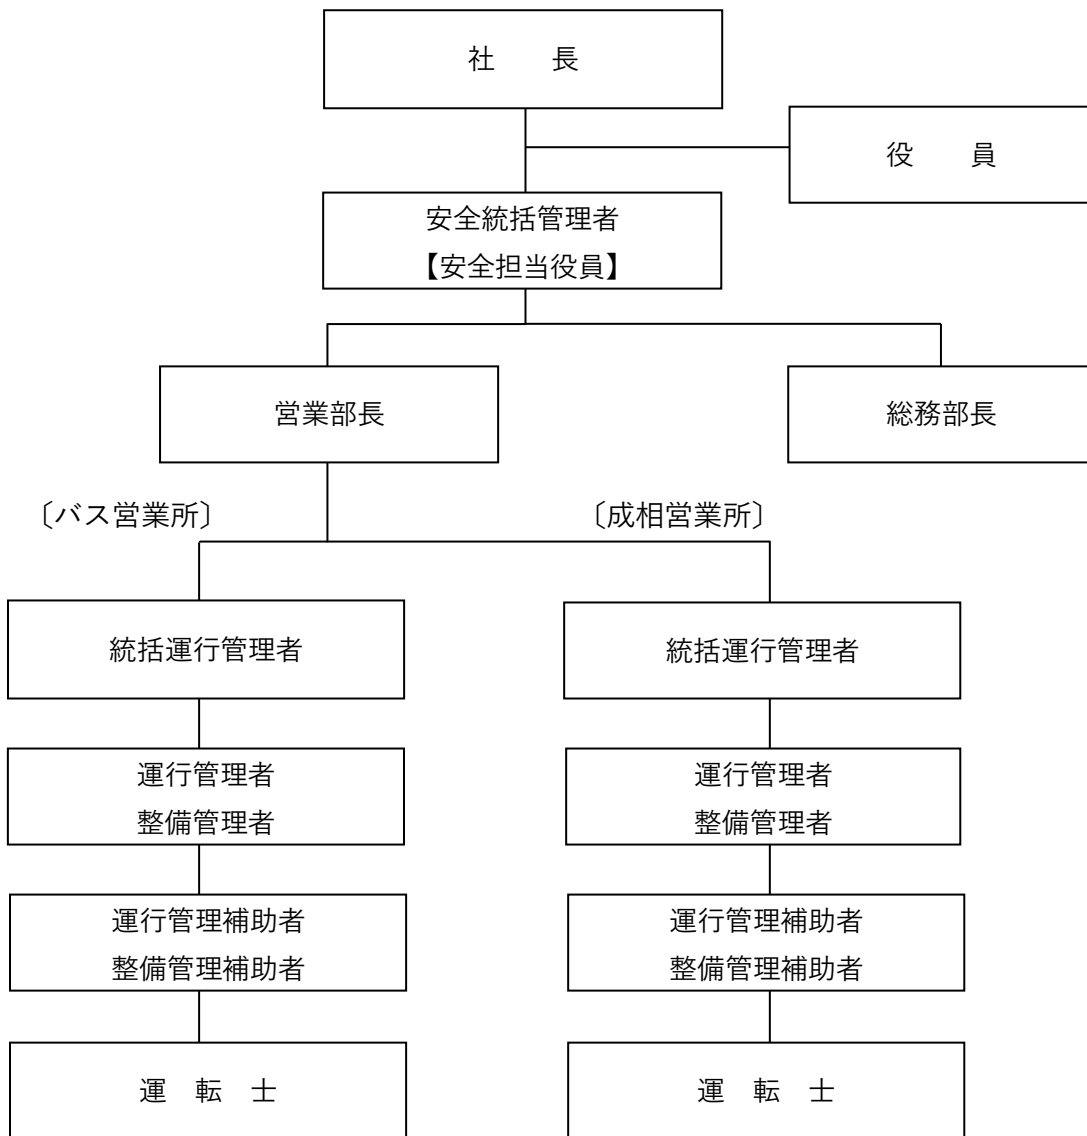 社　　長
役　　員
安全統括管理者
【安全担当役員】
営業部長
総務部長
〔バス営業所〕
〔成相営業所〕
統括運行管理者
統括運行管理者
運行管理者
整備管理者
運行管理者
整備管理者
運行管理補助者
整備管理補助者
運行管理補助者
整備管理補助者
運　転　士
運　転　士